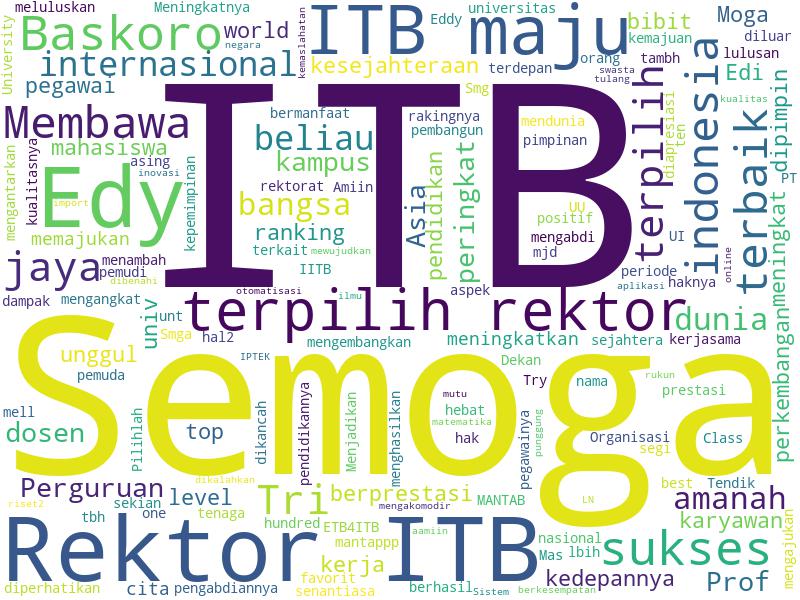 meluluskan
Meningkatnya
universitas
Eddy
Baskoro
world
negara
ITB maju
bibit
Moga
kemajuan
diluar
University
kemaslahatan
internasional
kesejahteraan
terdepan
orang
swasta
tulang
tambh
lulusan
Edi
pegawai
Smg
kualitas
Membawa
ITB
bermanfaat
rakingnya
mendunia
pembangun
pimpinan
terpilih
diapresiasi
ten
indonesia
terbaik
dipimpin
PT
mahasiswa
beliau
kampus
asing
inovasi
kualitasnya
mengantarkan
Edy
import
kepemimpinan
rektorat
Amiin
bangsa
Asia
pendidikan
peringkat
UU
positif
mengabdi
mjd
UI
memajukan
ranking
terkait
mewujudkan
IITB
jaya
menambah
pemudi
dibenahi
periode
haknya
aplikasi
online
meningkat
dampak
mengangkat
otomatisasi
ilmu
aspek
univ
unt
terpilih rektor
dunia
perkembangan
Smga
hal2
mengembangkan
meningkatkan
sejahtera
kerjasama
unggul
IPTEK
Dekan
pemuda
Try
nama
rukun
prestasi
Semoga
mell
dosen
Pilihlah
top
dikancah
pendidikannya
Menjadikan
menghasilkan
mutu
hebat
matematika
hak
pegawainya
punggung
Organisasi
segi
Class
Perguruan
sekian
level
dikalahkan
Tri
berprestasi
mengakomodir
MANTAB
LN
best
Tendik
amanah
riset2
tbh
one
tenaga
hundred
ETB4ITB
aamiin
mantappp
nasional
karyawan
mengajukan
Rektor ITB
kerja
favorit
senantiasa
Mas
lbih
sukses
diperhatikan
cita
pengabdiannya
berhasil
Sistem
berkesempatan
kedepannya
Prof